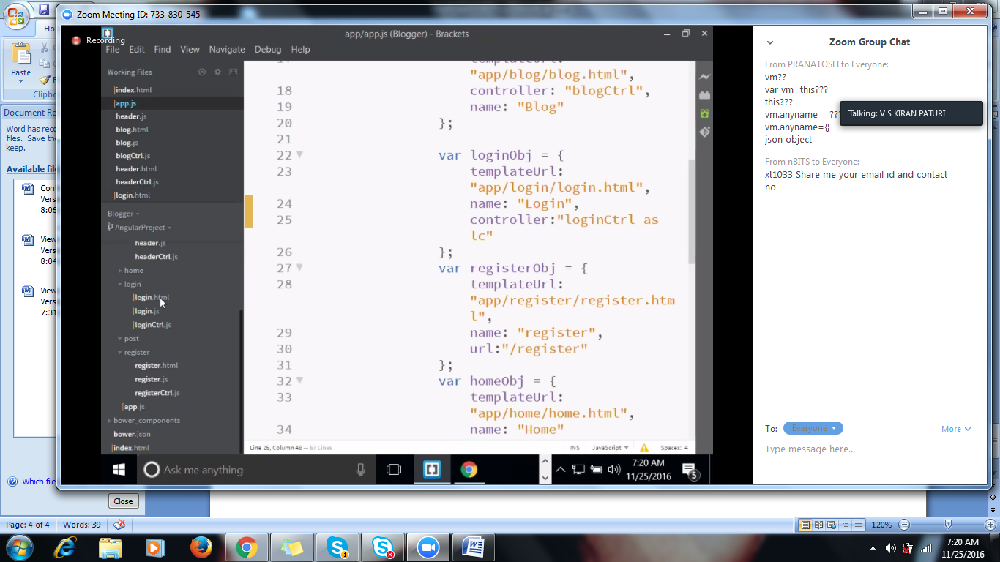 Zoom Meeting ID: 733-830-545
Ho
Paste
Clipb
Document Re
Word has reco
files. Save the
keep.
Available file
Con
Vers
8:06
View
Vers
8:04
View
Vers
7:31
Which file
Close
Page: 4 of 4
Words: 39
120%
Recording
app/app.js (Blogger) - Brackets
File Edit Find View Navigate Debug Help
Working Files
index.html
app.js
header.js
blog.html
blog.js
blogCtrl.js
header.html
headerCtrl.js
login.html
Blogger
AngularProject
header.js
headerCtrl.js
home
login
login.html
login.js
loginCtrl.js
post
register
register.html
register.js
registerCtrl.js
app.js
bower_components
bower.json
index.html
17 templateUrl:
"app/blog/blog.html",
18 controller: "blogCtrl",
19 name: "Blog"
20 };
21
22 var loginObj = {
23 templateUrl:
"app/login/login.html",
24 name: "Login",
25 controller:"loginCtrl as
lc"
26 };
27 var registerObj = {
28 templateUrl:
"app/register/register.htm
l",
29 name: "register",
30 url:"/register"
31 };
32 var homeObj = {
33 templateUrl:
"app/home/home.html",
34 name: "Home"
Line 25, Column 48 — 67 Lines
INS JavaScript Spaces: 4
Ask me anything
7:20 AM
11/25/2016
5
Zoom Group Chat
From PRANATOSH to Everyone:
vm??
var vm=this???
this???
vm.anyname ??
vm.anyname={}
json object
Talking: V S KIRAN PATURI
From nBITS to Everyone:
xt1033 Share me your email id and contact
no
To: Everyone
More
Type message here...
1
7:20 AM
11/25/2016